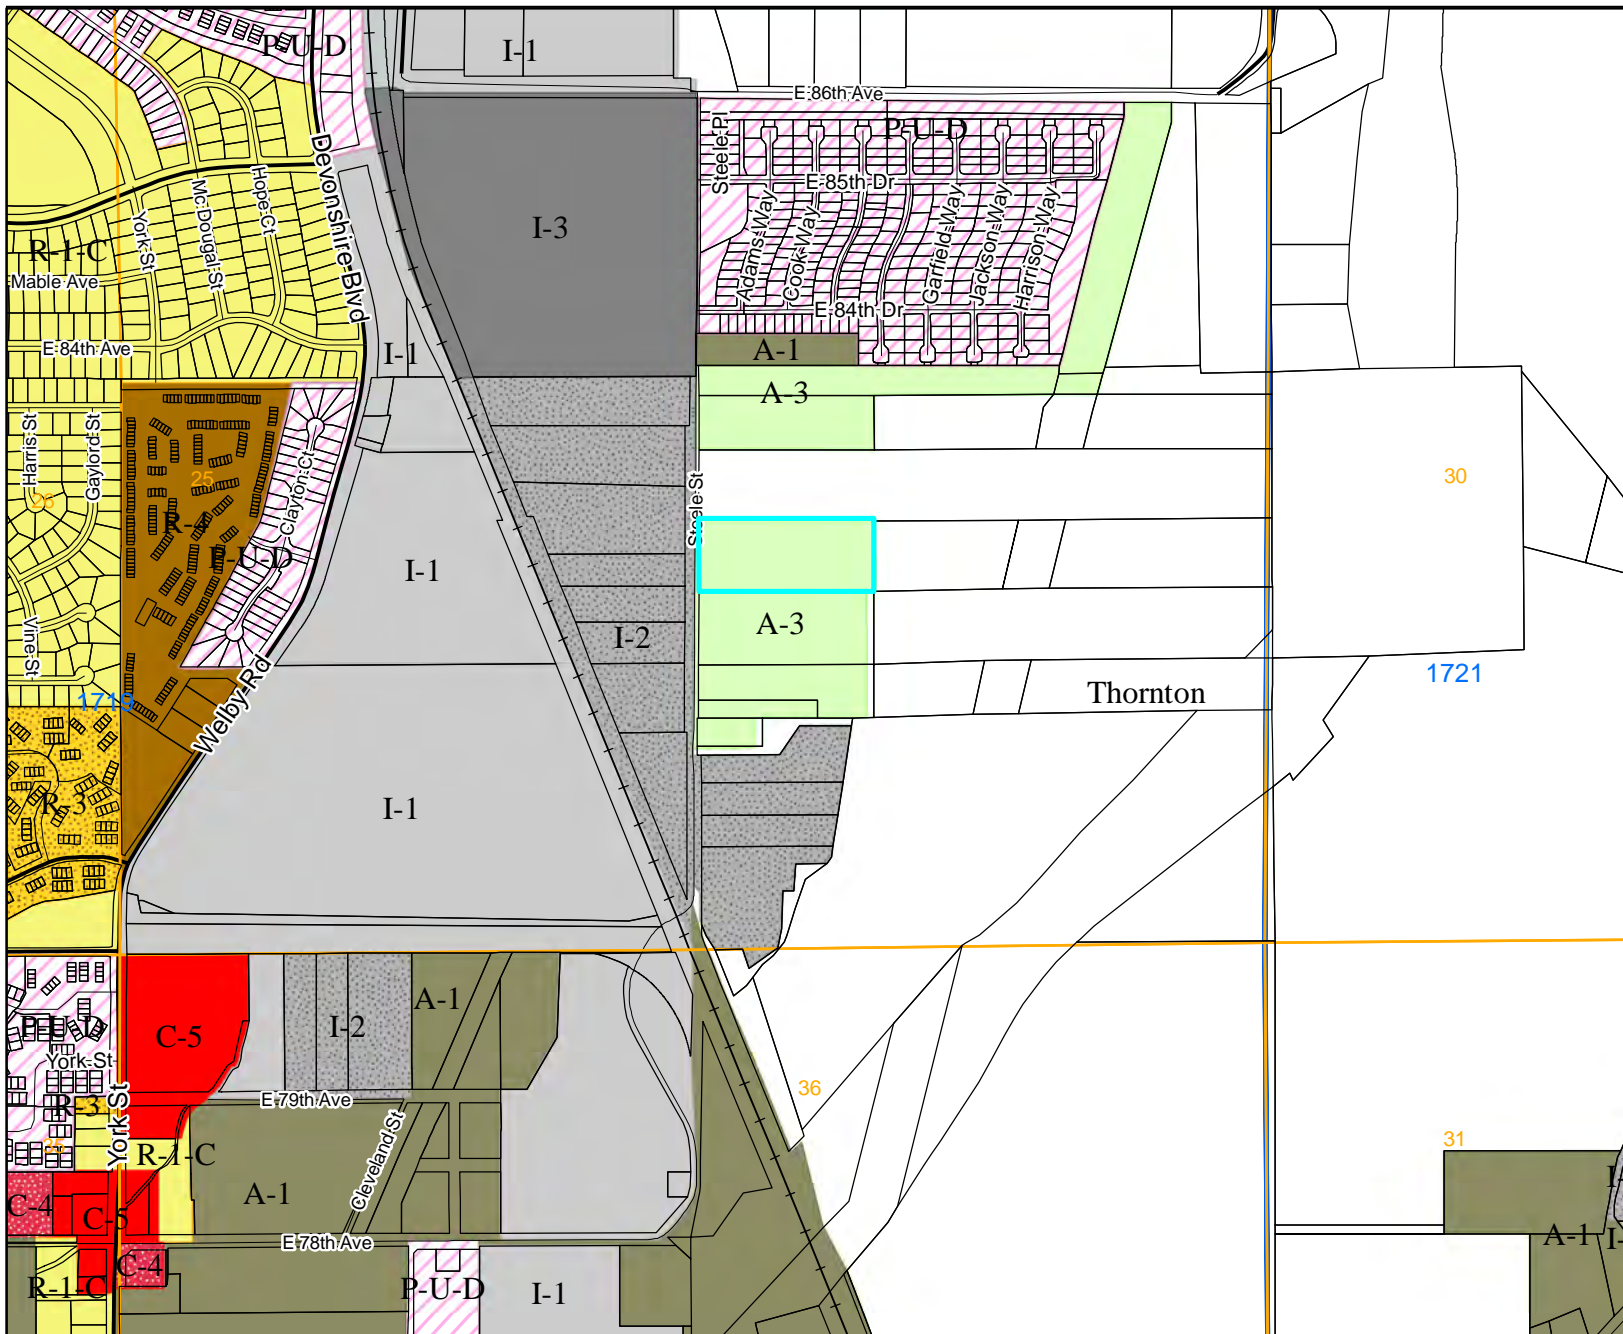 P-U-D
I-1
E 86th Ave
P-U-D
Steele Pl
Devonshire Blvd
Hope Ct
Mc Dougal St
York St
E 85th Dr
R-1-C
I-3
Mable Ave
Adams Way
Cook Way
Garfield Way
Jackson Way
Harrison Way
E 84th Dr
E 84th Ave
I-1
A-1
A-3
Harris St
Gaylord St
25
26
30
Clayton Ct
Steele St
R-4
P-U-D
I-1
Vine St
I-2
A-3
1719
Welby Rd
Thornton
1721
R-3
I-1
A-1
P-U-D
C-5
I-2
York St
R-3
E 79th Ave
36
York St
35
R-1-C
Cleveland St
31
A-1
C-4
C-5
I-
E 78th Ave
C-4
A-1
I-
R-1-C
P-U-D
I-1